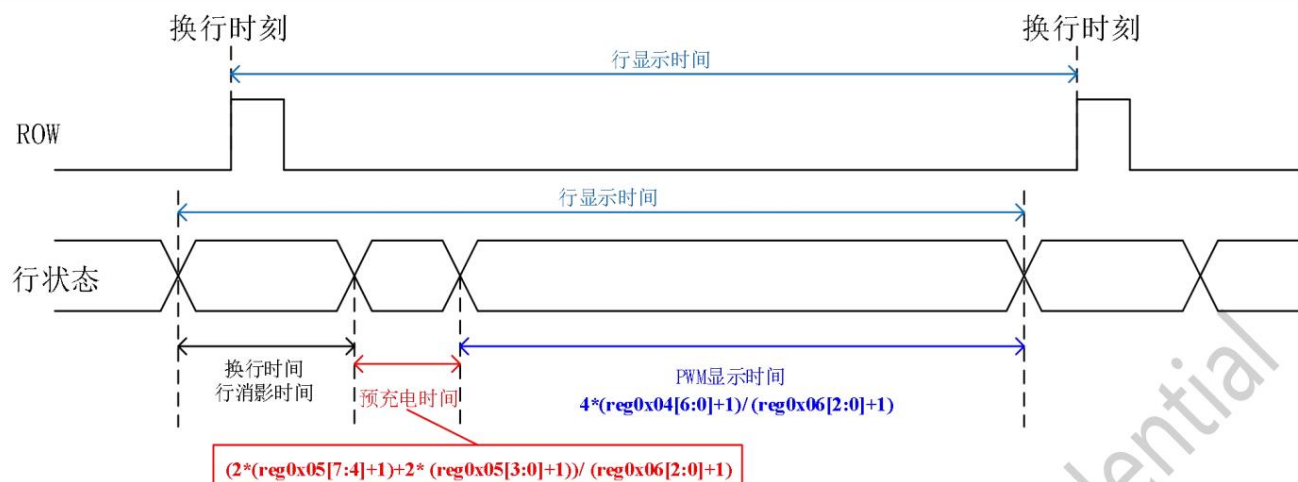 换行时刻
换行时刻
行显示时间
ROW
行显示时间
行状态
换行时间
行消影时间
预充电时间
PWM显示时间
4*(reg0x04[6:0]+1)/(reg0x06[2:0]+1)
(2*(reg0x05[7:4]+1)+2* (reg0x05[3:0]+1))/ (reg0x06[2:0]+1)
dential